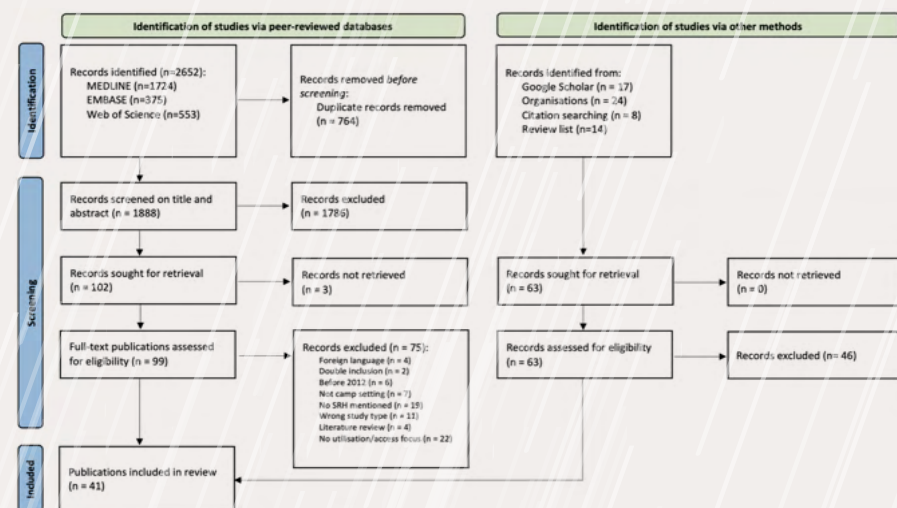 Identification of studies via peer-reviewed databases
Identification of studies via other methods
Identification
Records identified (n=2652):
MEDLINE (n=1724)
EMBASE (n=375)
Web of Science (n=553)
Records removed before
screening:
Duplicate records removed
(n = 764)
Records identified from:
Google Scholar (n = 17)
Organisations (n = 24)
Citation searching (n = 8)
Review list (n=14)
Screening
Records screened on title and
abstract (n = 1888)
Records excluded
(n = 1786)
Records sought for retrieval
(n = 102)
Records not retrieved
(n = 3)
Records sought for retrieval
(n = 63)
Records not retrieved
(n = 0)
Full-text publications assessed
for eligibility (n = 99)
Records excluded (n = 75):
Foreign language (n = 4)
Double inclusion (n = 2)
Before 2012 (n = 6)
Not camp setting (n = 7)
No SRH mentioned (n = 19)
Wrong study type (n = 11)
Literature review (n = 4)
No utilisation/access focus (n = 22)
Records assessed for eligibility
(n = 63)
Records excluded (n= 46)
Included
Publications included in review
(n = 41)